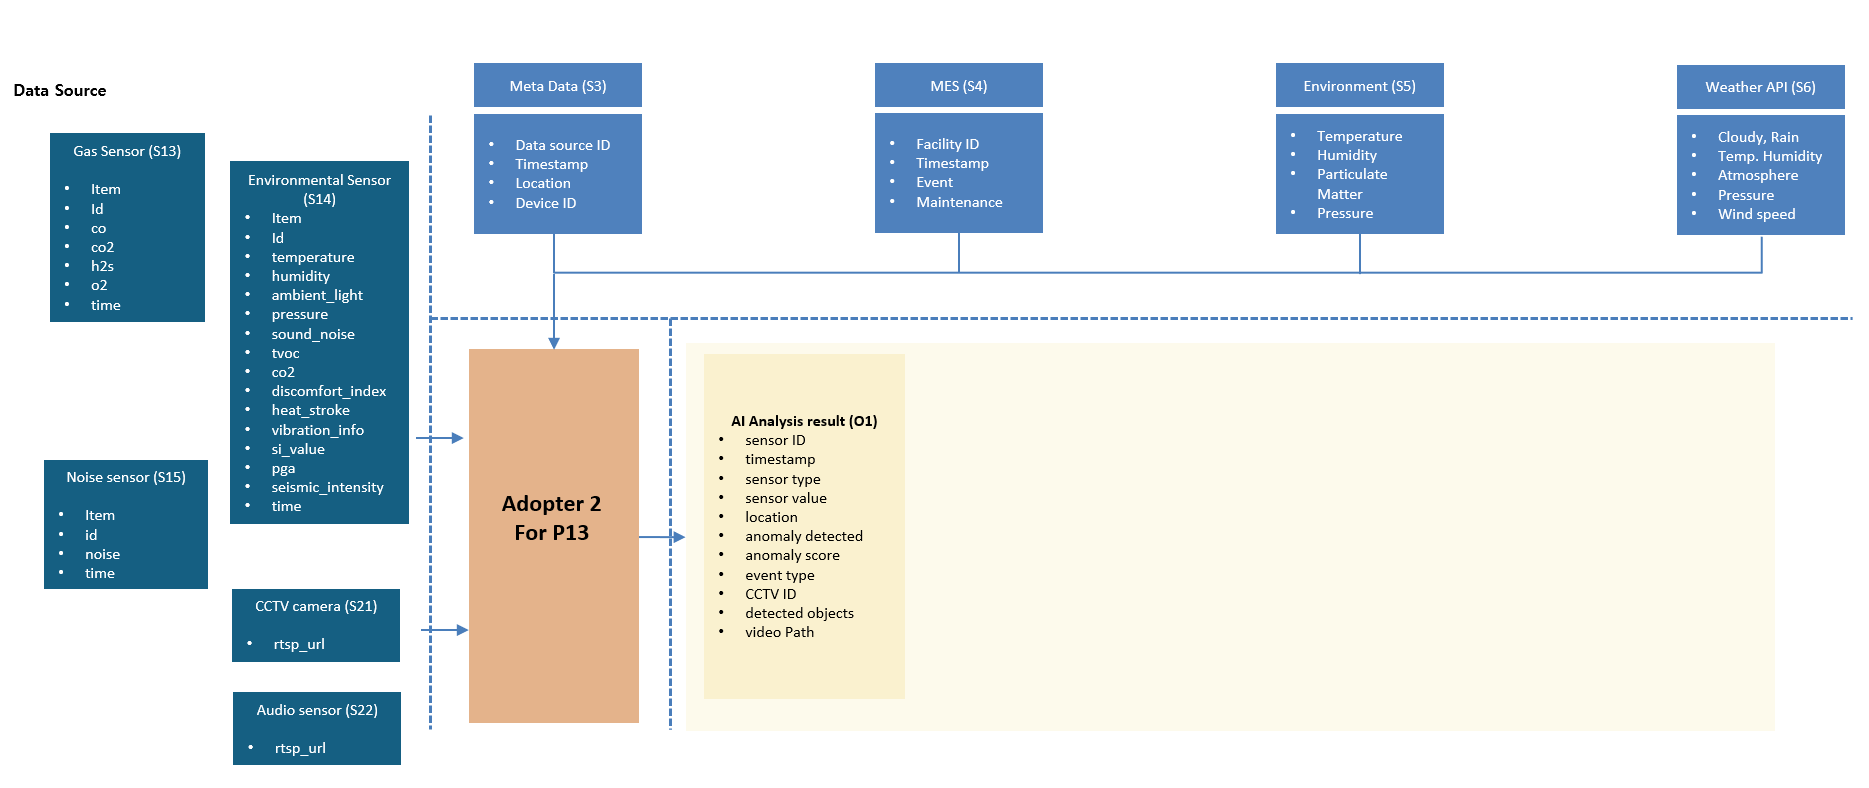 Data Source
Meta Data (S3)
• Data source ID
• Timestamp
• Location
• Device ID
MES (S4)
• Facility ID
• Timestamp
• Event
• Maintenance
Environment (S5)
• Temperature
• Humidity
• Particulate
Matter
• Pressure
Weather API (S6)
• Cloudy, Rain
• Temp. Humidity
• Atmosphere
• Pressure
• Wind speed
Gas Sensor (S13)
• Item
• Id
• co
• co2
• h2s
• o2
• time
Environmental Sensor
(S14)
• Item
• Id
• temperature
• humidity
• ambient_light
• pressure
• sound_noise
• tvoc
• co2
• discomfort_index
• heat_stroke
• vibration_info
• si_value
• pga
• seismic_intensity
• time
Noise sensor (S15)
• Item
• id
• noise
• time
CCTV camera (S21)
• rtsp_url
Audio sensor (S22)
• rtsp_url
Adopter 2
For P13
AI Analysis result (O1)
• sensor ID
• timestamp
• sensor type
• sensor value
• location
• anomaly detected
• anomaly score
• event type
• CCTV ID
• detected objects
• video Path